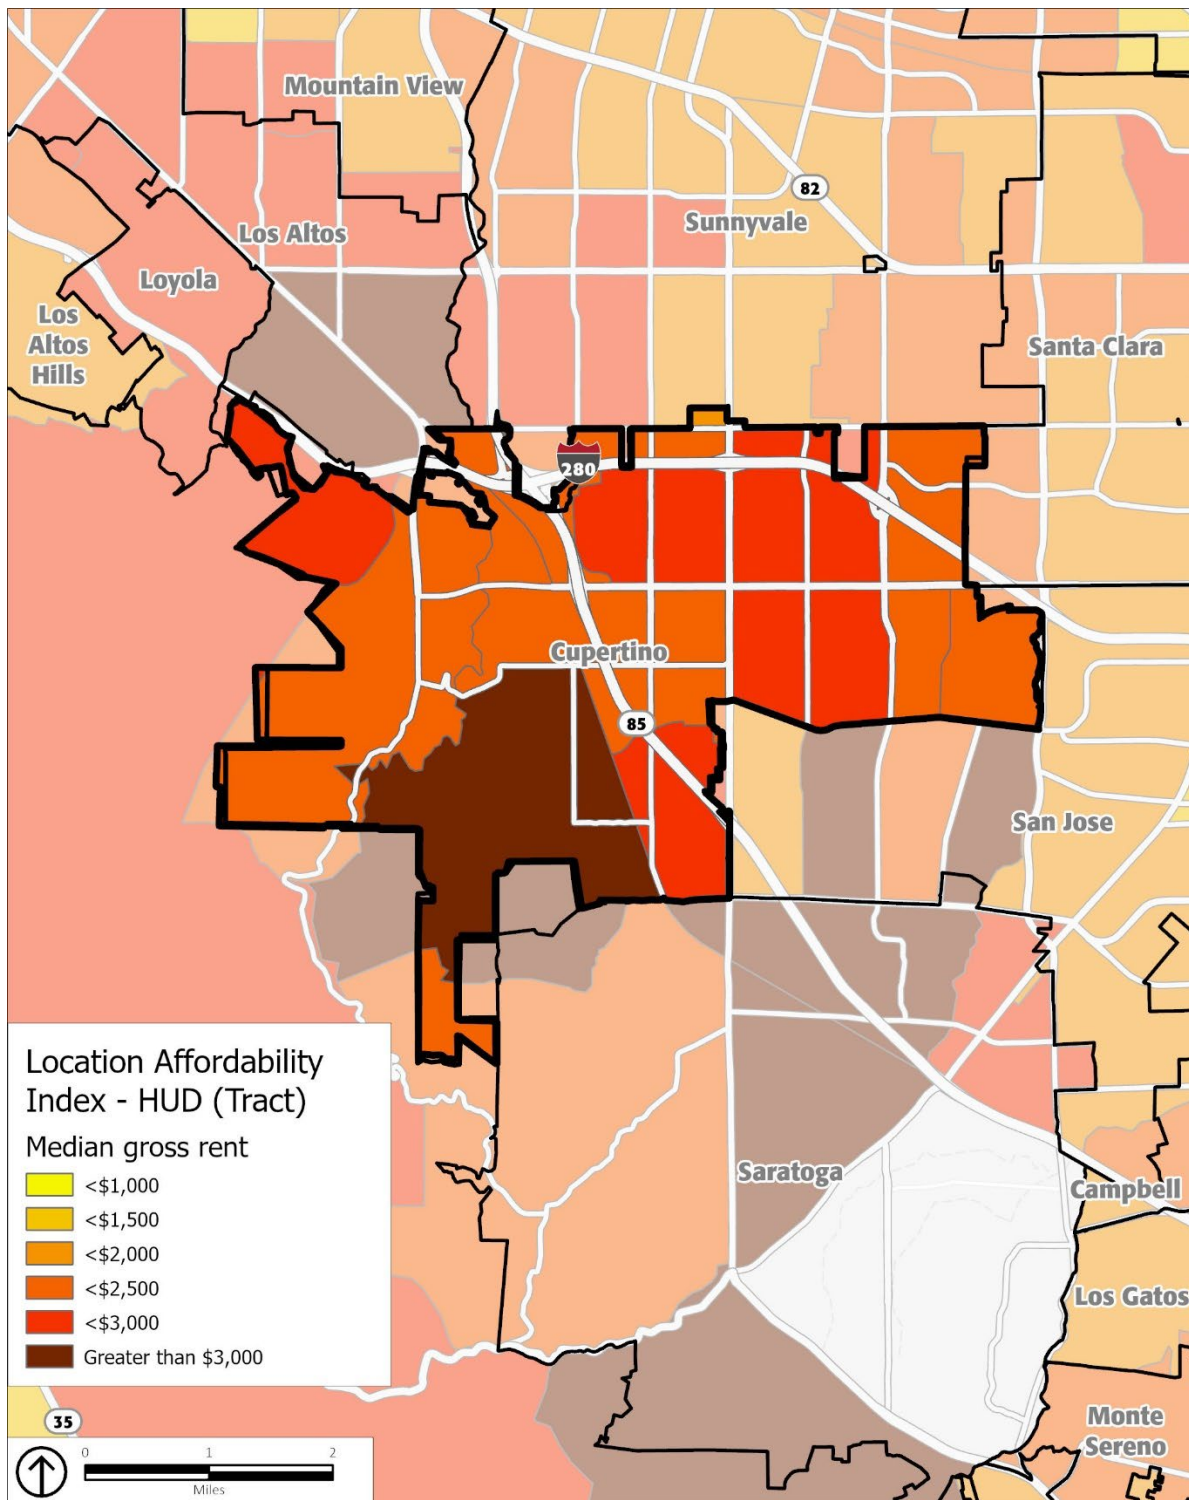 Mountain View
82
Los Altos
Sunnyvale
Loyola
Los
Altos
Hills
Santa Clara
280
Cupertino
85
San Jose
Location Affordability
Index - HUD (Tract)
Median gross rent
<$1,000
<$1,500
<$2,000
<$2,500
<$3,000
Greater than $3,000
Saratoga
Campbell
Los Gatos
Monte
Sereno
35
0 1 2
Miles